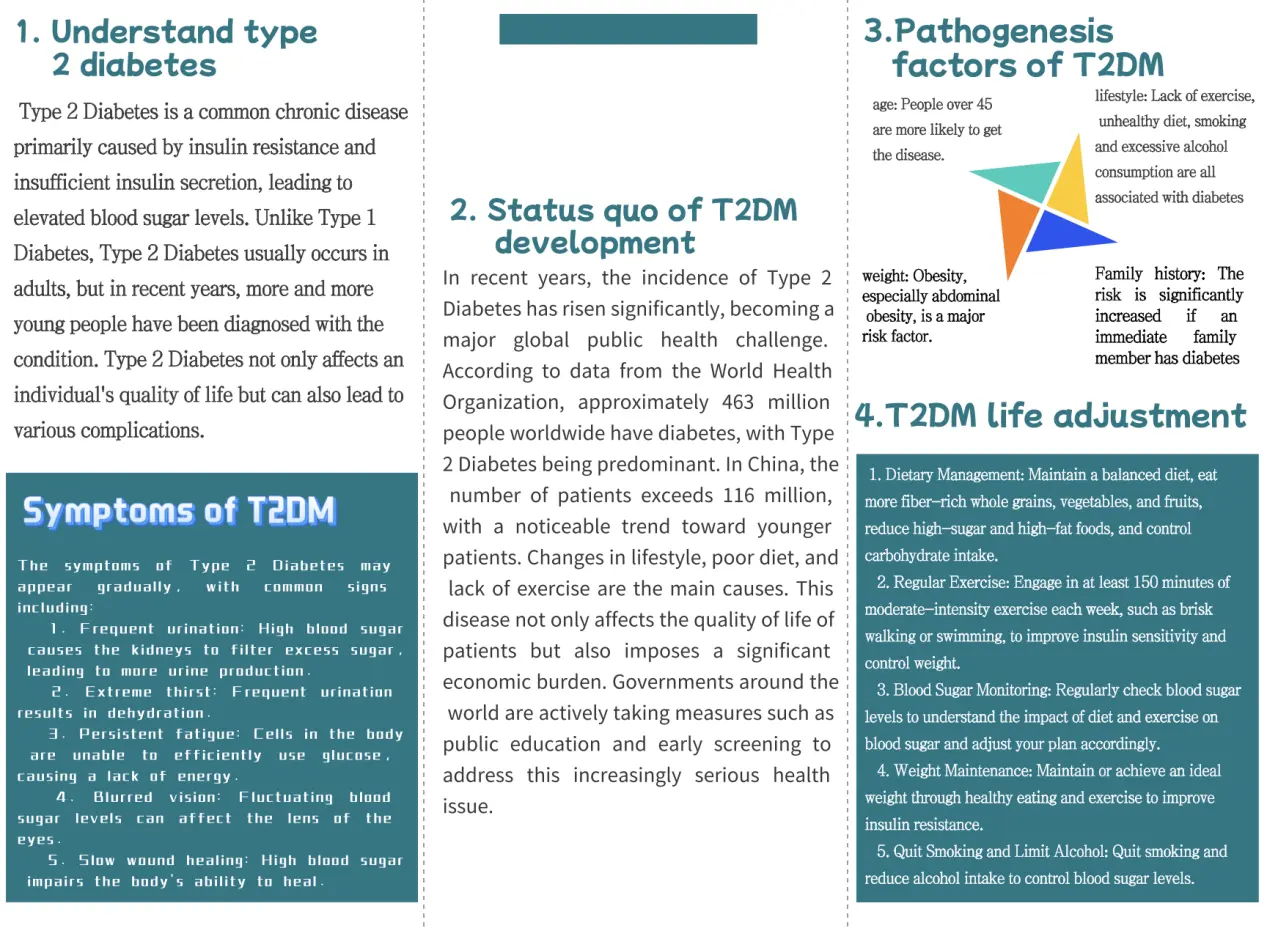 1. Understand type
2 diabetes
Type 2 Diabetes is a common chronic disease
primarily caused by insulin resistance and
insufficient insulin secretion, leading to
elevated blood sugar levels. Unlike Type 1
Diabetes, Type 2 Diabetes usually occurs in
adults, but in recent years, more and more
young people have been diagnosed with the
condition. Type 2 Diabetes not only affects an
individual's quality of life but can also lead to
various complications.
Symptoms of T2DM
The symptoms of Type 2 Diabetes may
appear gradually, with common signs
including:
1. Frequent urination: High blood sugar
causes the kidneys to filter excess sugar,
leading to more urine production.
2. Extreme thirst: Frequent urination
results in dehydration.
3. Persistent fatigue: Cells in the body
are unable to efficiently use glucose,
causing a lack of energy.
4. Blurred vision: Fluctuating blood
sugar levels can affect the lens of the
eyes.
5. Slow wound healing: High blood sugar
impairs the body's ability to heal.
2. Status quo of T2DM
development
In recent years, the incidence of Type 2
Diabetes has risen significantly, becoming a
major global public health challenge.
According to data from the World Health
Organization, approximately 463 million
people worldwide have diabetes, with Type
2 Diabetes being predominant. In China, the
number of patients exceeds 116 million,
with a noticeable trend toward younger
patients. Changes in lifestyle, poor diet, and
lack of exercise are the main causes. This
disease not only affects the quality of life of
patients but also imposes a significant
economic burden. Governments around the
world are actively taking measures such as
public education and early screening to
address this increasingly serious health
issue.
3.Pathogenesis
factors of T2DM
age: People over 45
are more likely to get
the disease.
lifestyle: Lack of exercise,
unhealthy diet, smoking
and excessive alcohol
consumption are all
associated with diabetes
weight: Obesity,
especially abdominal
obesity, is a major
risk factor.
Family history: The
risk is significantly
increased if an
immediate family
member has diabetes
4.T2DM life adjustment
1. Dietary Management: Maintain a balanced diet, eat
more fiber-rich whole grains, vegetables, and fruits,
reduce high-sugar and high-fat foods, and control
carbohydrate intake.
2. Regular Exercise: Engage in at least 150 minutes of
moderate-intensity exercise each week, such as brisk
walking or swimming, to improve insulin sensitivity and
control weight.
3. Blood Sugar Monitoring: Regularly check blood sugar
levels to understand the impact of diet and exercise on
blood sugar and adjust your plan accordingly.
4. Weight Maintenance: Maintain or achieve an ideal
weight through healthy eating and exercise to improve
insulin resistance.
5. Quit Smoking and Limit Alcohol: Quit smoking and
reduce alcohol intake to control blood sugar levels.